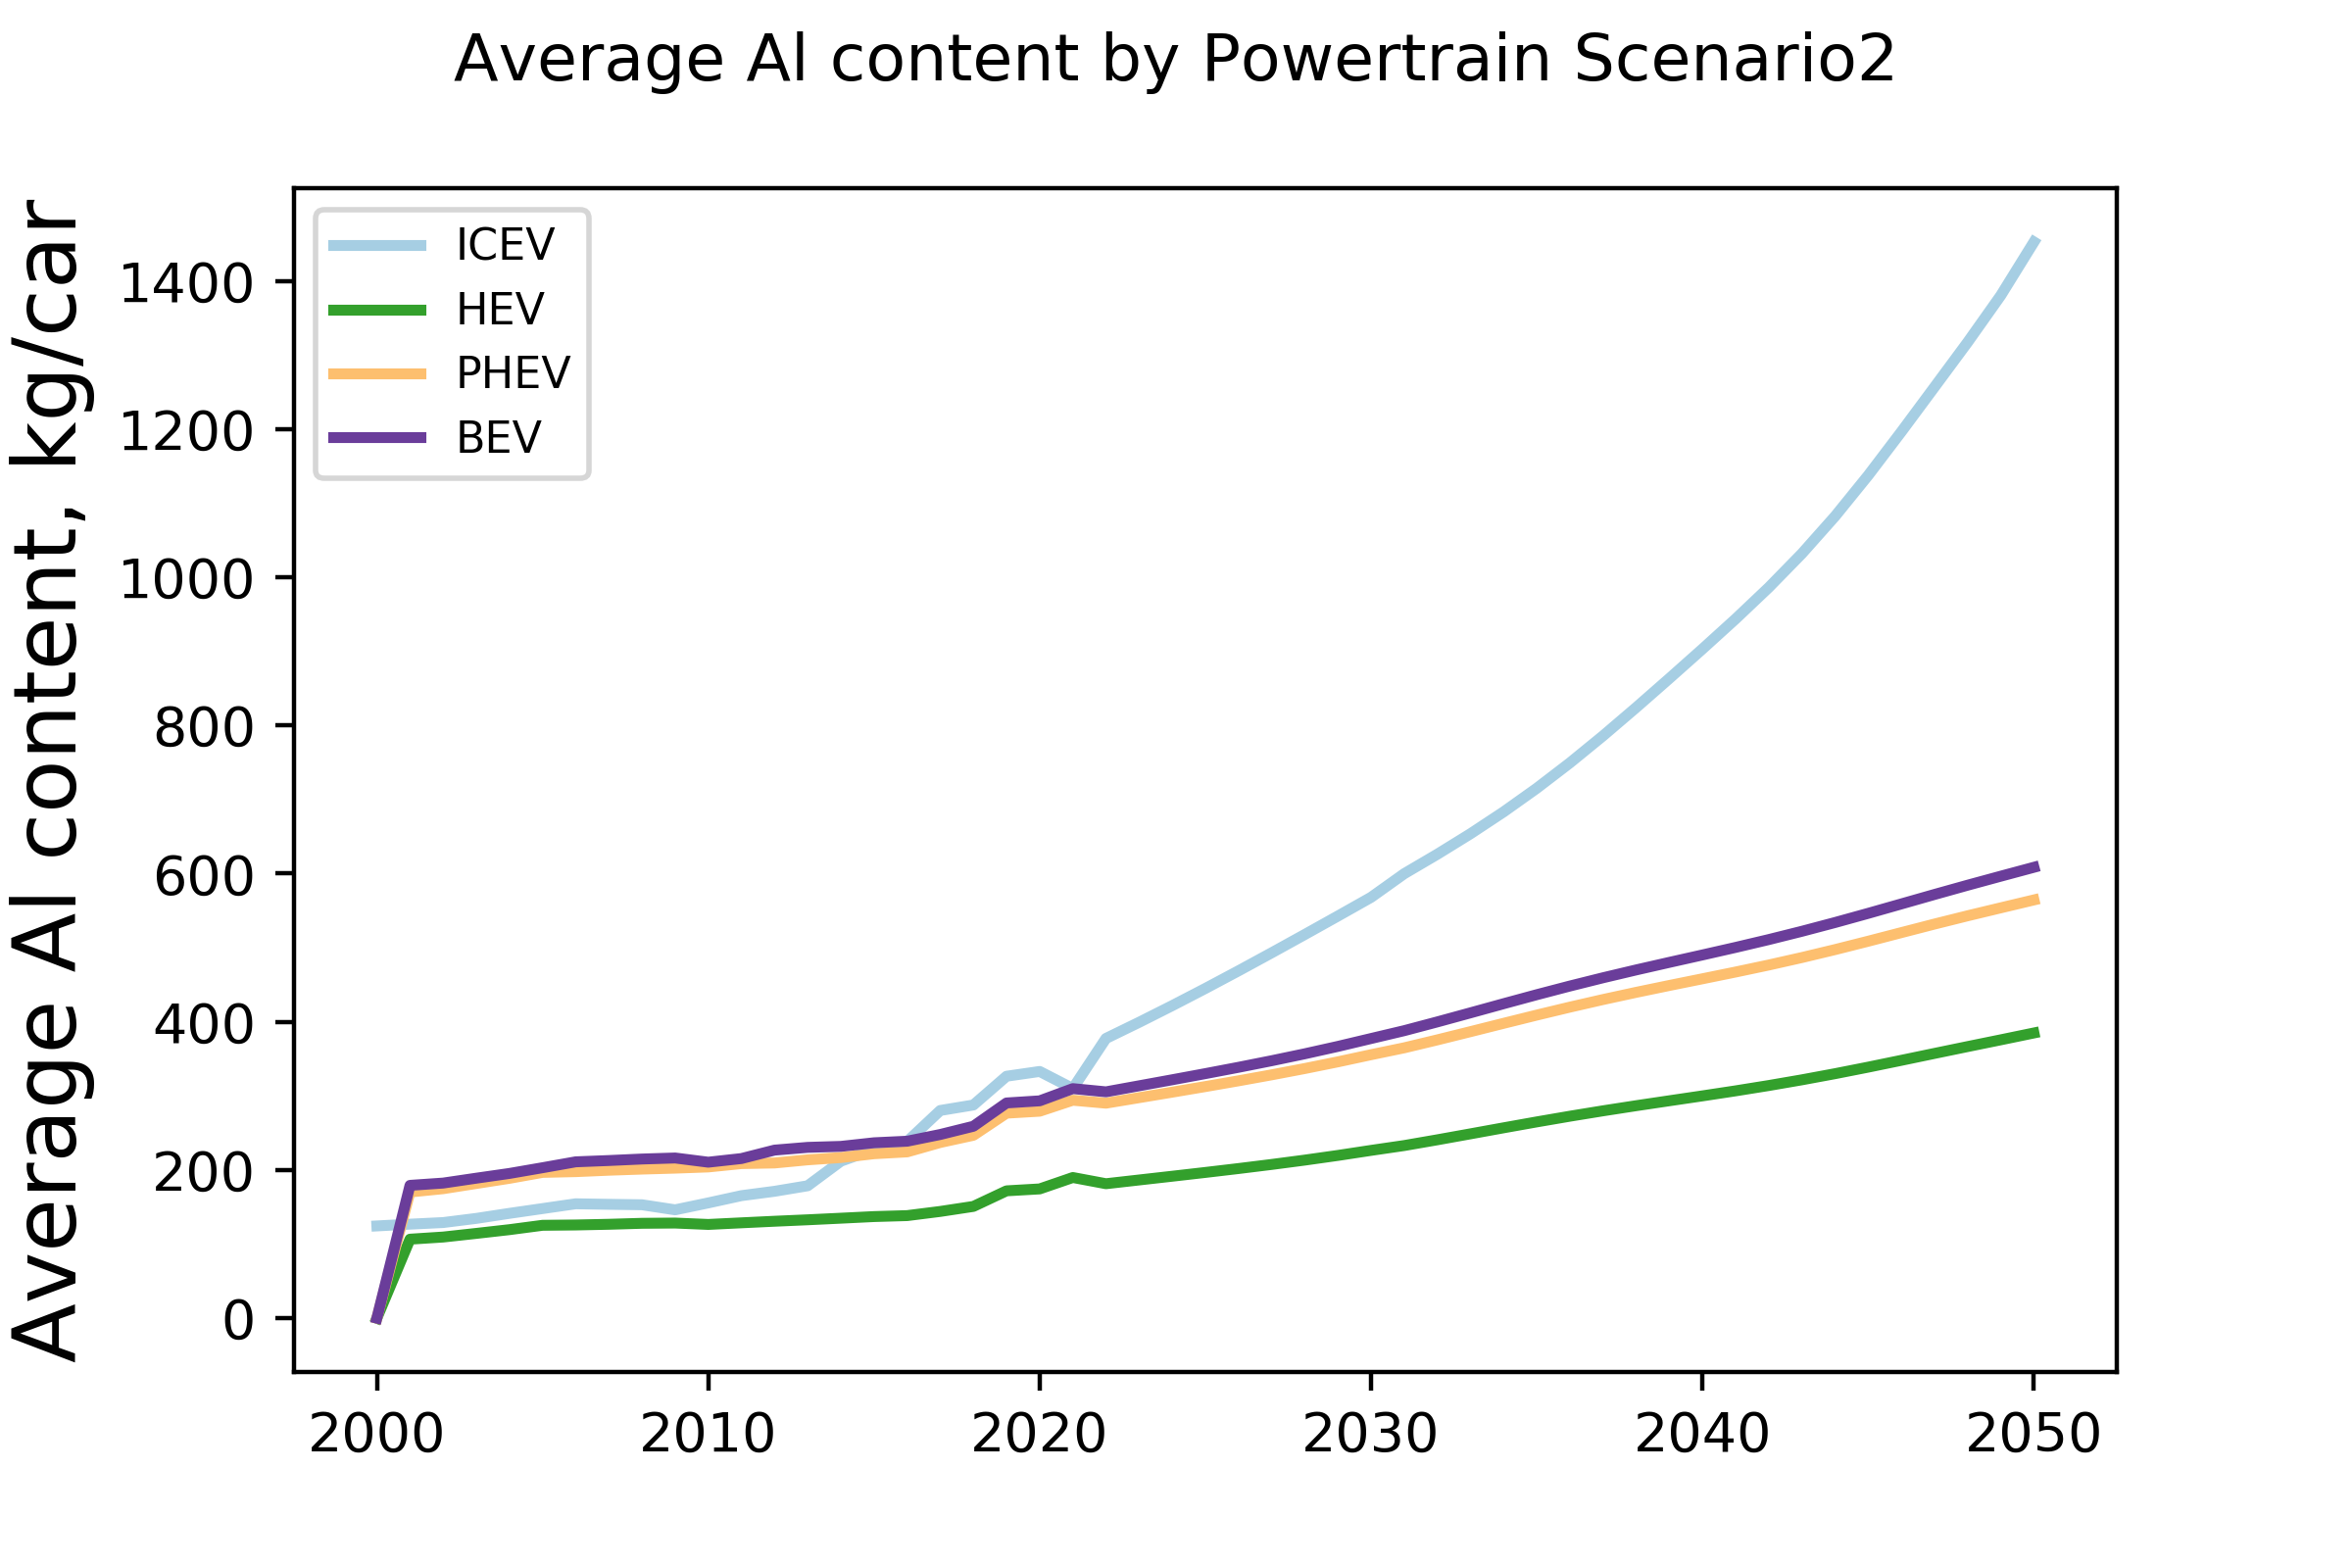 Average Al content by Powertrain Scenario2
Average Al content, kg/car
1400
1200
1000
800
600
400
200
0
ICEV
HEV
PHEV
BEV
2000 2010 2020 2030 2040 2050